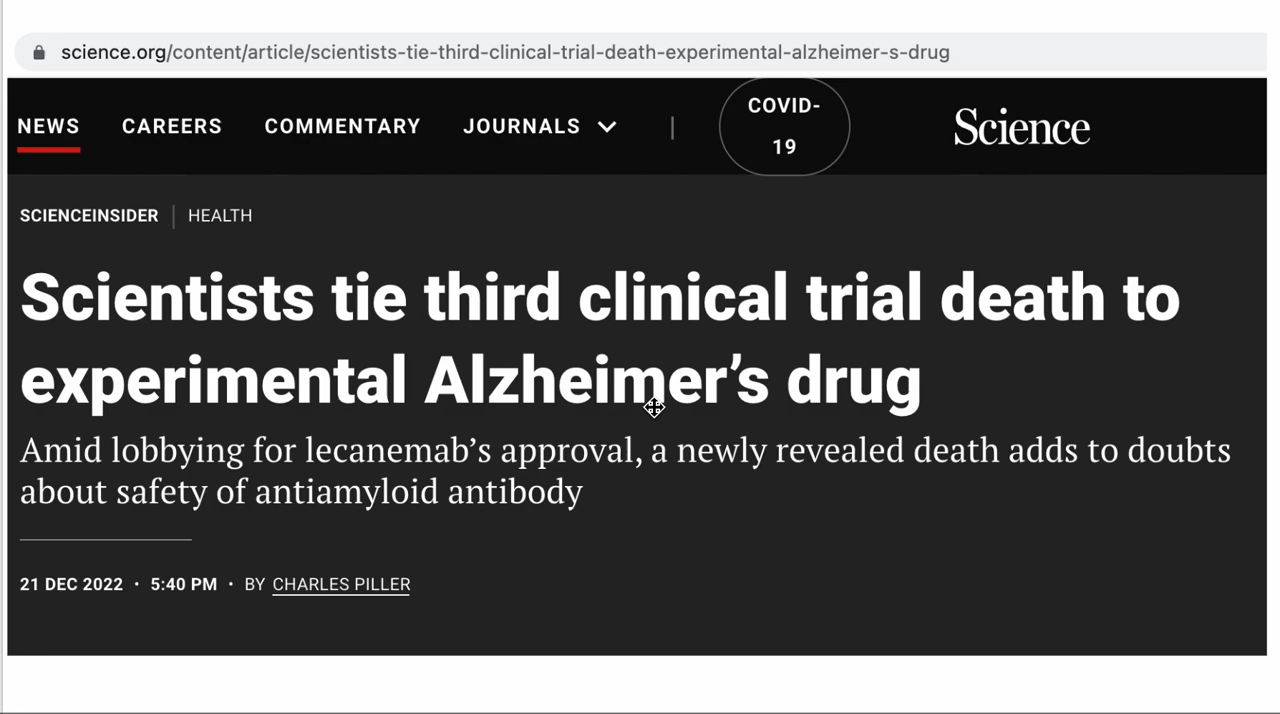 science.org/content/article/scientists-tie-third-clinical-trial-death-experimental-alzheimer-s-drug
NEWS CAREERS COMMENTARY JOURNALS | COVID-
19 Science
SCIENCEINSIDER | HEALTH
Scientists tie third clinical trial death to
experimental Alzheimer’s drug
Amid lobbying for lecanemab’s approval, a newly revealed death adds to doubts
about safety of antiamyloid antibody
21 DEC 2022 · 5:40 PM · BY CHARLES PILLER